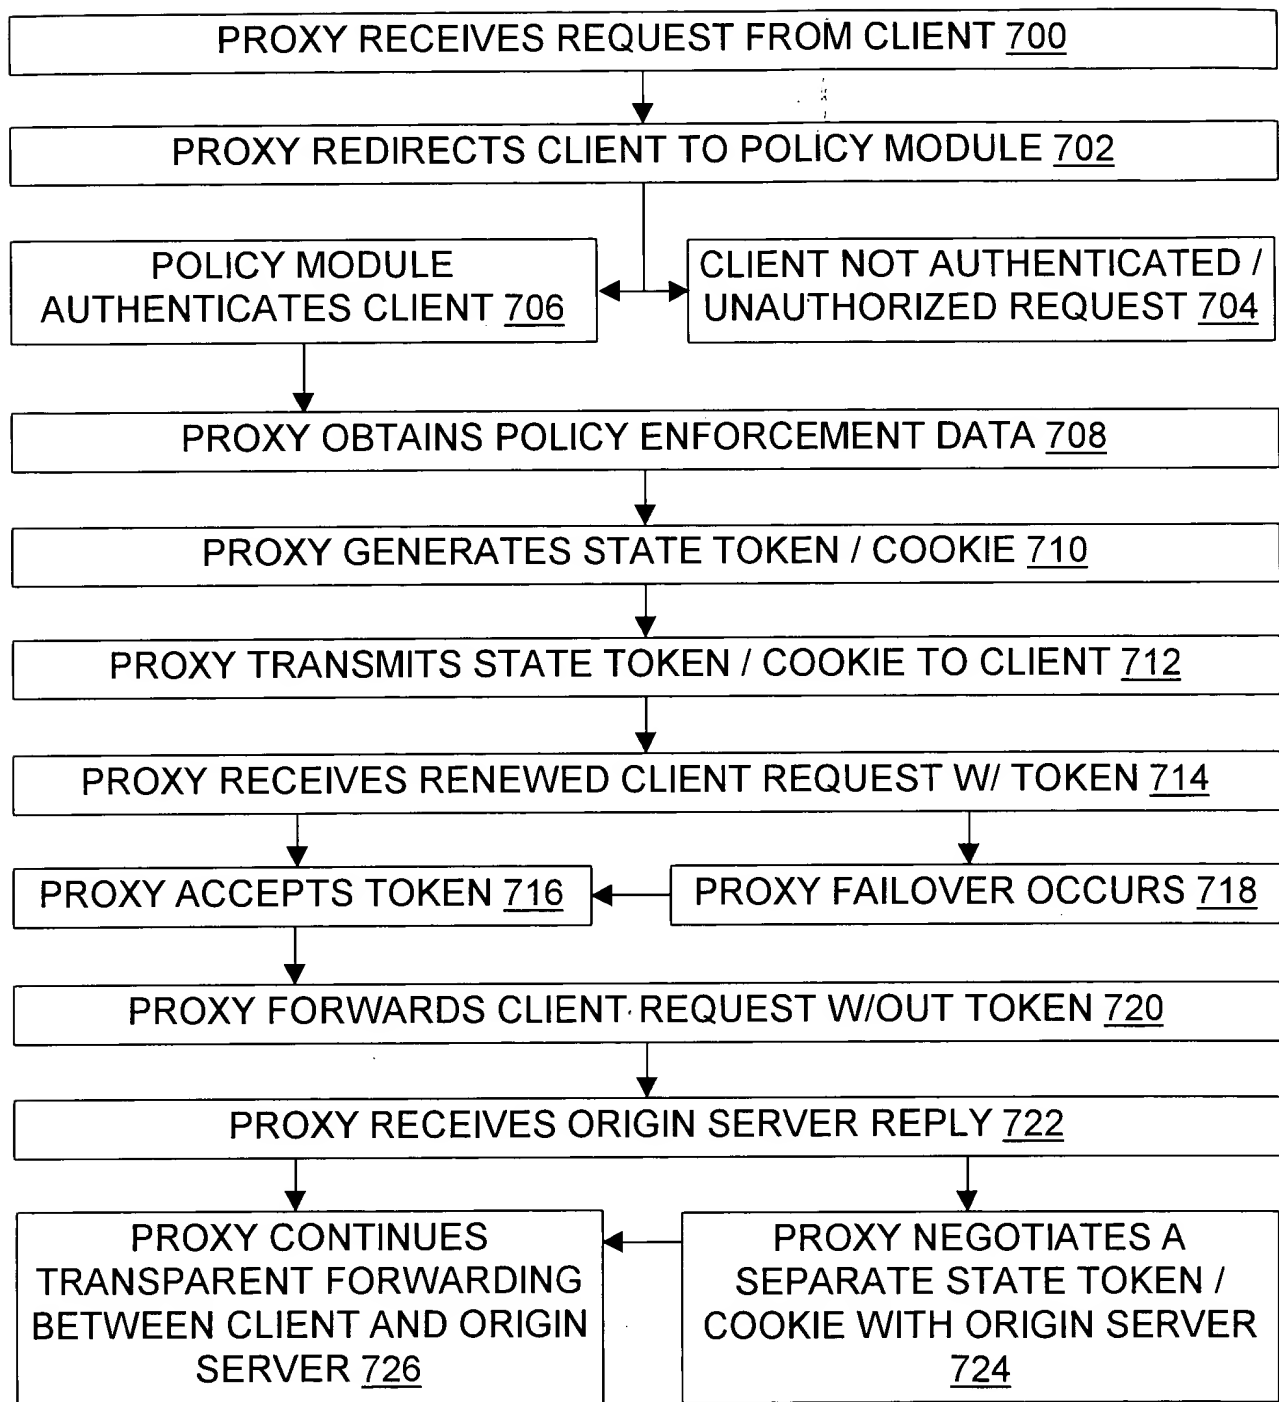 PROXY RECEIVES REQUEST FROM CLIENT 700
PROXY REDIRECTS CLIENT TO POLICY MODULE 702
POLICY MODULE
AUTHENTICATES CLIENT 706
CLIENT NOT AUTHENTICATED /
UNAUTHORIZED REQUEST 704
PROXY OBTAINS POLICY ENFORCEMENT DATA 708
PROXY GENERATES STATE TOKEN / COOKIE 710
PROXY TRANSMITS STATE TOKEN / COOKIE TO CLIENT 712
PROXY RECEIVES RENEWED CLIENT REQUEST W/ TOKEN 714
PROXY ACCEPTS TOKEN 716
PROXY FAILOVER OCCURS 718
PROXY FORWARDS CLIENT REQUEST W/OUT TOKEN 720
PROXY RECEIVES ORIGIN SERVER REPLY 722
PROXY CONTINUES
TRANSPARENT FORWARDING
BETWEEN CLIENT AND ORIGIN
SERVER 726
PROXY NEGOTIATES A
SEPARATE STATE TOKEN /
COOKIE WITH ORIGIN SERVER
724